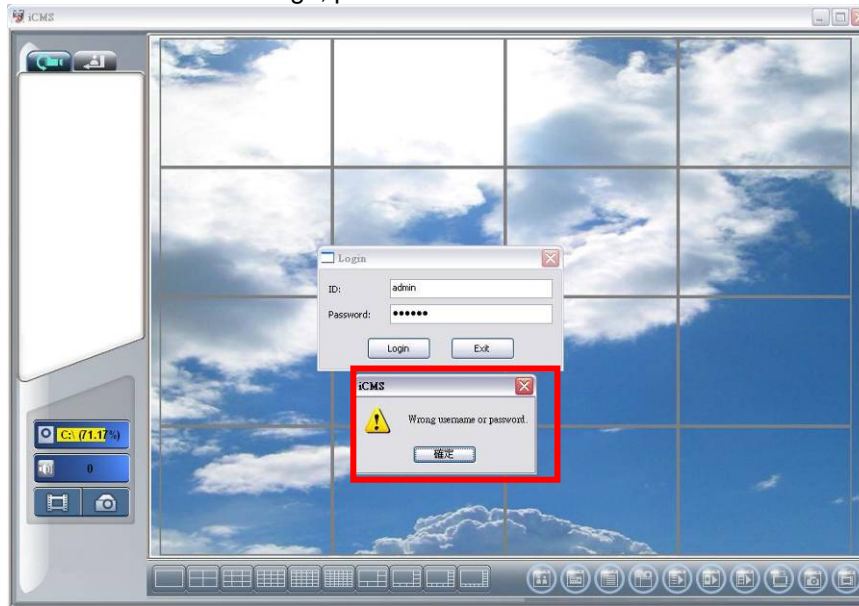 iCMS
Login
ID:
admin
Password:
••••••
Login
Exit
iCMS
Wrong username or password.
確定
C:\ (71.17%)
0